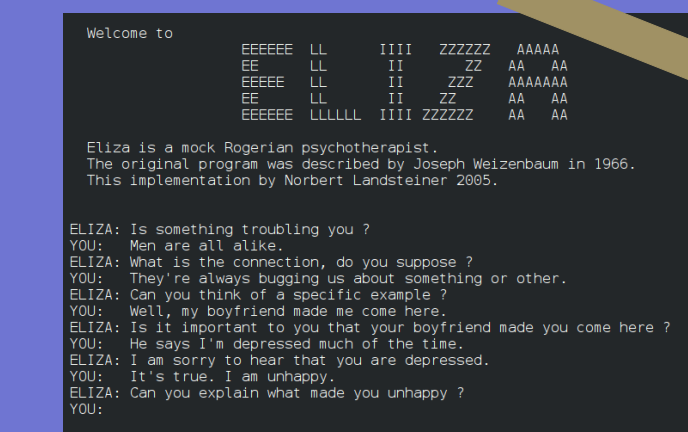 Welcome to
EEEEEE LL IIII ZZZZZZ AAAAA
EE LL II ZZ AA AA
EEEEE LL II ZZZ AAAAAAA
EE LL II ZZ AA AA
EEEEEE LLLLLL IIII ZZZZZZ AA AA
Eliza is a mock Rogerian psychotherapist.
The original program was described by Joseph Weizenbaum in 1966.
This implementation by Norbert Landsteiner 2005.
ELIZA: Is something troubling you ?
YOU: Men are all alike.
ELIZA: What is the connection, do you suppose ?
YOU: They're always bugging us about something or other.
ELIZA: Can you think of a specific example ?
YOU: Well, my boyfriend made me come here.
ELIZA: Is it important to you that your boyfriend made you come here ?
YOU: He says I'm depressed much of the time.
ELIZA: I am sorry to hear that you are depressed.
YOU: It's true. I am unhappy.
ELIZA: Can you explain what made you unhappy ?
YOU: